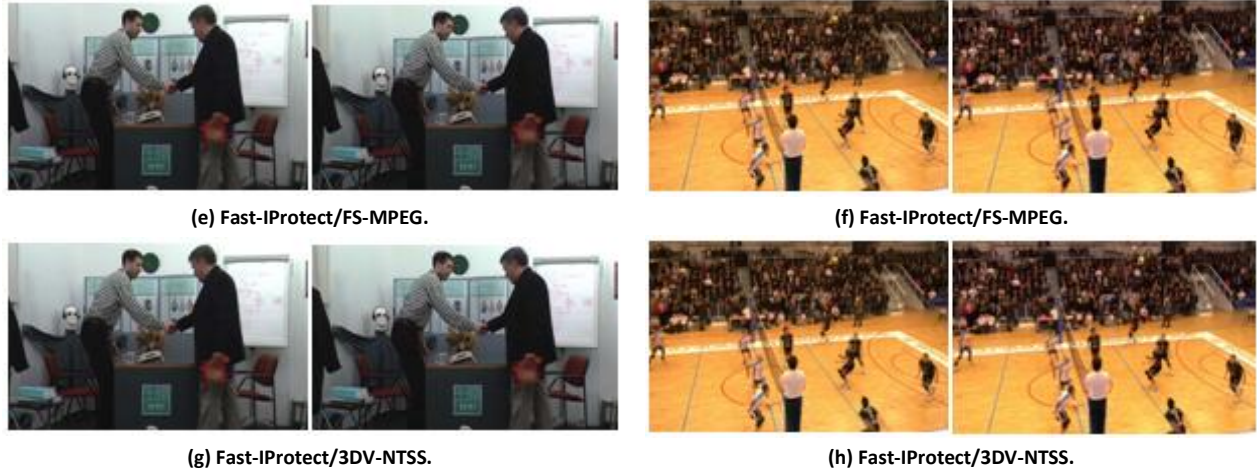 (e) Fast-IProtect/FS-MPEG.
(f) Fast-IProtect/FS-MPEG.
(g) Fast-IProtect/3DV-NTSS.
(h) Fast-IProtect/3DV-NTSS.